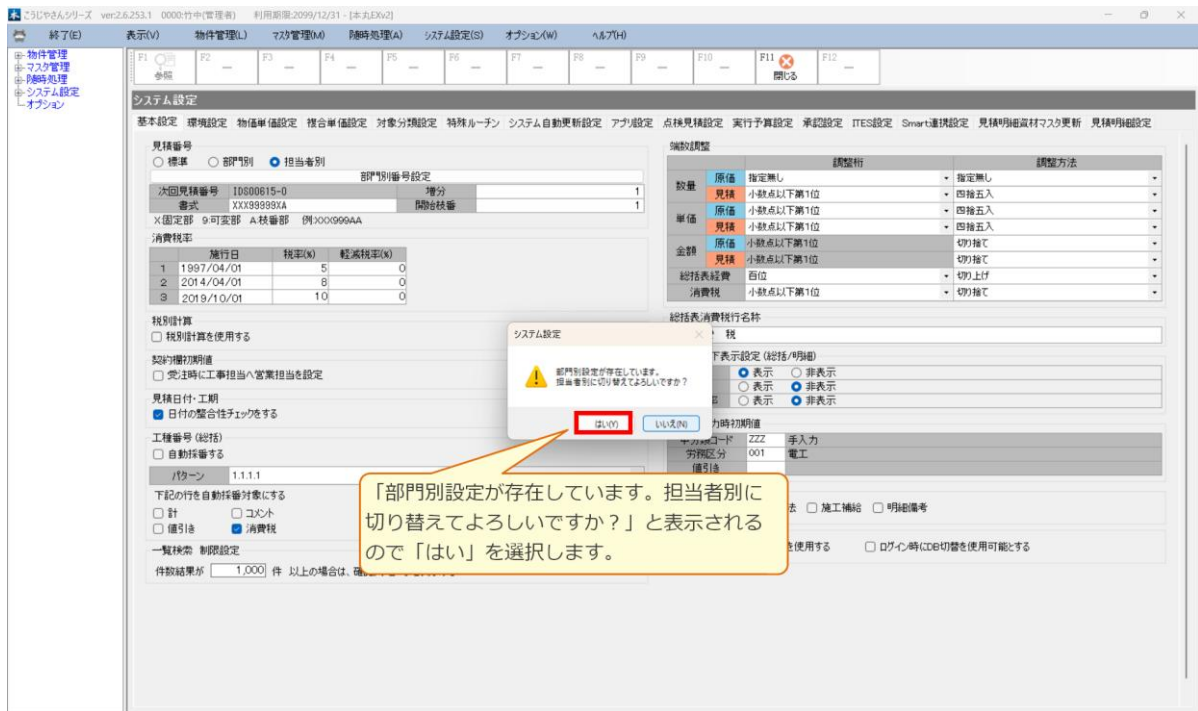 こうじやさんシリーズ ver:2.6.253.1 0000:竹中(管理者) 利用期限:2099/12/31 - [本丸EXv2]
終了(E) 表示(V) 物件管理(L) マスタ管理(M) 随時処理(A) システム設定(S) オプション(W) ヘルプ(H)
物件管理
マスタ管理
随時処理
システム設定
オプション
F1 参照 F2 F3 F4 F5 F6 F7 F8 F9 F10 F11 閉じる F12
システム設定
基本設定 環境設定 物価単価設定 複合単価設定 対象分類設定 特殊ルーチン システム自動更新設定 アプリ設定 点検見積設定 実行予算設定 承認設定 ITES設定 Smart連携設定 見積明細資材マスタ更新 見積明細設定
見積番号
標準 部門別 担当者別
部門別番号設定
次回見積番号 IDS00615-0 増分 1
書式 XXX99999XA 開始枝番 1
X:固定部 9:可変部 A:枝番部 例)XXX999AA
消費税率
施行日 税率(%) 軽減税率(%)
1 1997/04/01 5 0
2 2014/04/01 8 0
3 2019/10/01 10 0
税別計算
税別計算を使用する
契約欄初期値
受注時に工事担当へ営業担当を設定
見積日付・工期
日付の整合性チェックをする
工種番号(総括)
自動採番する
パターン 1.1.1.1
下記の行を自動採番対象にする
計 コメント
値引き 消費税
一覧検索 制限設定
件数結果が 1,000 件 以上の場合は、
端数調整
調整桁 調整方法
数量 原価 指定無し 指定無し
見積 小数点以下第1位 四捨五入
単価 原価 小数点以下第1位 四捨五入
見積 小数点以下第1位 四捨五入
金額 原価 小数点以下第1位 切り捨て
見積 小数点以下第1位 切り捨て
総括表経費 百位 切り上げ
消費税 小数点以下第1位 切り捨て
総括表消費税行名称
税
下表示設定(総括/明細)
表示 非表示
表示 非表示
表示 非表示
力時初期値
中分類コード ZZZ 手入力
労務区分 001 電工
値引き
法 施工補給 明細備考
を使用する ログイン時にDB切替を使用可能とする
システム設定
部門別設定が存在しています。
担当者別に切り替えてよろしいですか?
はい(Y) いいえ(N)
「部門別設定が存在しています。担当者別に
切り替えてよろしいですか?」と表示される
ので「はい」を選択します。